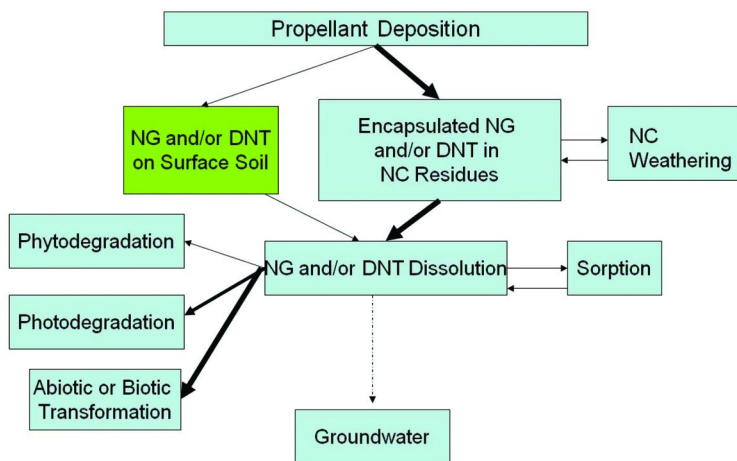 Propellant Deposition
NG and/or DNT
on Surface Soil
Encapsulated NG
and/or DNT in
NC Residues
NC
Weathering
Phytodegradation
NG and/or DNT Dissolution
Sorption
Photodegradation
Abiotic or Biotic
Transformation
Groundwater